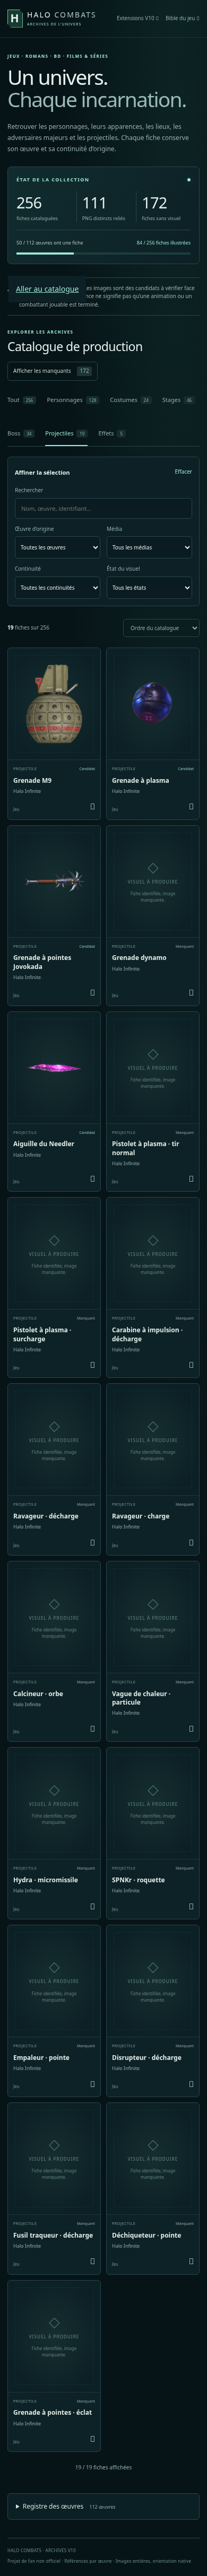 HALO COMBATS
ARCHIVES DE L'UNIVERS
Extensions V10
Bible du jeu
JEUX · ROMANS · BD · FILMS & SÉRIES
Un univers.
Chaque incarnation.
Retrouver les personnages, leurs apparences, les lieux, les
adversaires majeurs et les projectiles. Chaque fiche conserve
son œuvre et sa continuité d'origine.
ÉTAT DE LA COLLECTION
256
111
172
fiches cataloguées
PNG distincts reliés
fiches sans visuel
50 / 112 œuvres ont une fiche
84 / 256 fiches illustrées
Aller au catalogue
es images sont des candidats à vérifier face
nce ne signifie pas qu'une animation ou un
combattant jouable est terminé.
EXPLORER LES ARCHIVES
Catalogue de production
Afficher les manquants 172
Tout 256
Personnages 128
Costumes 24
Stages 46
Boss 34
Projectiles 19
Effets 5
Affiner la sélection
Effacer
Rechercher
Nom, œuvre, identifiant…
Œuvre d'origine
Média
Toutes les œuvres
Tous les médias
Continuité
État du visuel
Toutes les continuités
Tous les états
19 fiches sur 256
Ordre du catalogue
PROJECTILE Candidat
Grenade M9
Halo Infinite
Jeu
PROJECTILE Candidat
Grenade à plasma
Halo Infinite
Jeu
PROJECTILE Candidat
Grenade à pointes
Jovokada
Halo Infinite
Jeu
VISUEL À PRODUIRE
Fiche identifiée, image
manquante.
PROJECTILE Manquant
Grenade dynamo
Halo Infinite
Jeu
PROJECTILE Candidat
Aiguille du Needler
Halo Infinite
Jeu
VISUEL À PRODUIRE
Fiche identifiée, image
manquante.
PROJECTILE Manquant
Pistolet à plasma · tir
normal
Halo Infinite
Jeu
VISUEL À PRODUIRE
Fiche identifiée, image
manquante.
PROJECTILE Manquant
Pistolet à plasma ·
surcharge
Halo Infinite
Jeu
VISUEL À PRODUIRE
Fiche identifiée, image
manquante.
PROJECTILE Manquant
Carabine à impulsion ·
décharge
Halo Infinite
Jeu
VISUEL À PRODUIRE
Fiche identifiée, image
manquante.
PROJECTILE Manquant
Ravageur · décharge
Halo Infinite
Jeu
VISUEL À PRODUIRE
Fiche identifiée, image
manquante.
PROJECTILE Manquant
Ravageur · charge
Halo Infinite
Jeu
VISUEL À PRODUIRE
Fiche identifiée, image
manquante.
PROJECTILE Manquant
Calcineur · orbe
Halo Infinite
Jeu
VISUEL À PRODUIRE
Fiche identifiée, image
manquante.
PROJECTILE Manquant
Vague de chaleur ·
particule
Halo Infinite
Jeu
VISUEL À PRODUIRE
Fiche identifiée, image
manquante.
PROJECTILE Manquant
Hydra · micromissile
Halo Infinite
Jeu
VISUEL À PRODUIRE
Fiche identifiée, image
manquante.
PROJECTILE Manquant
SPNKr · roquette
Halo Infinite
Jeu
VISUEL À PRODUIRE
Fiche identifiée, image
manquante.
PROJECTILE Manquant
Empaleur · pointe
Halo Infinite
Jeu
VISUEL À PRODUIRE
Fiche identifiée, image
manquante.
PROJECTILE Manquant
Disrupteur · décharge
Halo Infinite
Jeu
VISUEL À PRODUIRE
Fiche identifiée, image
manquante.
PROJECTILE Manquant
Fusil traqueur · décharge
Halo Infinite
Jeu
VISUEL À PRODUIRE
Fiche identifiée, image
manquante.
PROJECTILE Manquant
Déchiqueteur · pointe
Halo Infinite
Jeu
VISUEL À PRODUIRE
Fiche identifiée, image
manquante.
PROJECTILE Manquant
Grenade à pointes · éclat
Halo Infinite
Jeu
19 / 19 fiches affichées
Registre des œuvres 112 œuvres
HALO COMBATS · ARCHIVES V10
Projet de fan non officiel · Références par œuvre · Images entières, orientation native